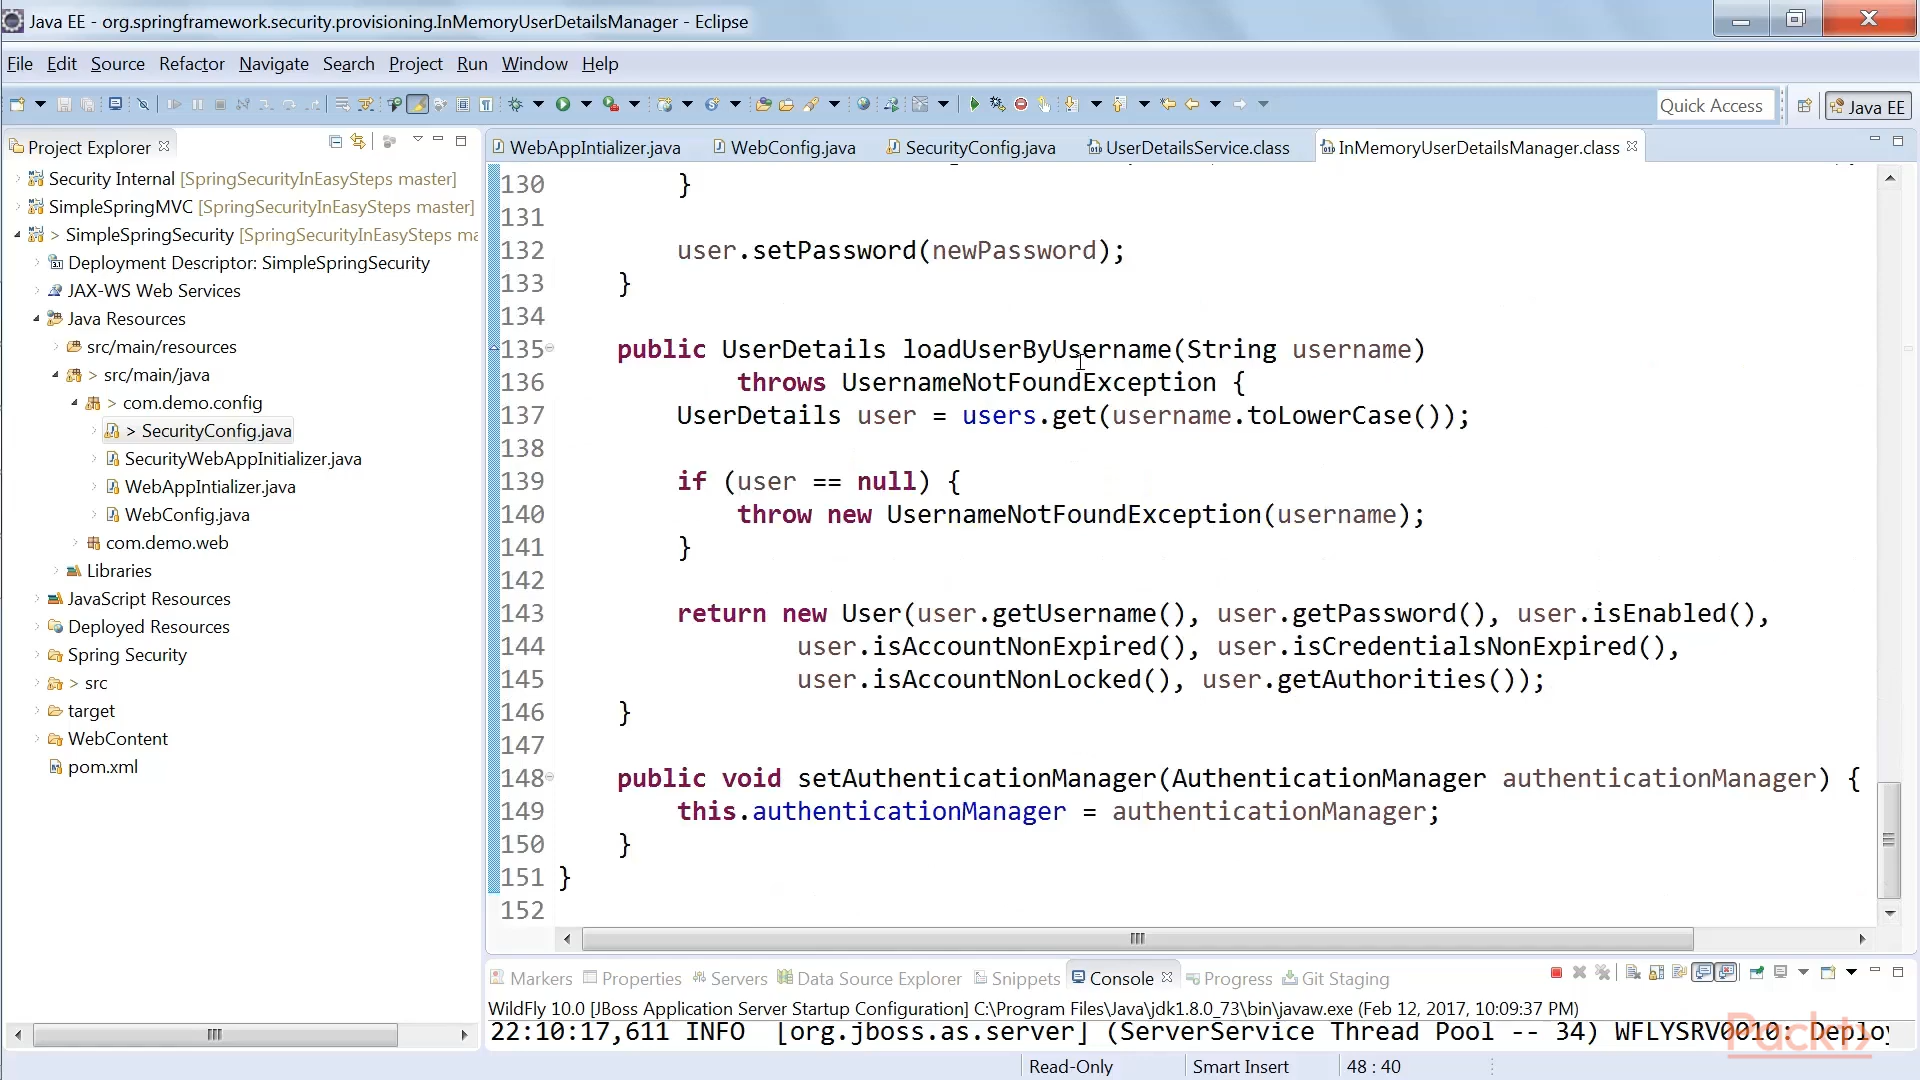 Java EE - org.springframework.security.provisioning.InMemoryUserDetailsManager - Eclipse
File Edit Source Refactor Navigate Search Project Run Window Help
Quick Access
Java EE
Project Explorer
Security Internal [SpringSecurityInEasySteps master]
SimpleSpringMVC [SpringSecurityInEasySteps master]
> SimpleSpringSecurity [SpringSecurityInEasySteps ma
Deployment Descriptor: SimpleSpringSecurity
JAX-WS Web Services
Java Resources
src/main/resources
> src/main/java
> com.demo.config
> SecurityConfig.java
SecurityWebAppInitializer.java
WebAppIntializer.java
WebConfig.java
com.demo.web
Libraries
JavaScript Resources
Deployed Resources
Spring Security
> src
target
WebContent
pom.xml
WebAppIntializer.java WebConfig.java SecurityConfig.java UserDetailsService.class InMemoryUserDetailsManager.class
130 }
131
132 user.setPassword(newPassword);
133 }
134
135 public UserDetails loadUserByUsername(String username)
136 throws UsernameNotFoundException {
137 UserDetails user = users.get(username.toLowerCase());
138
139 if (user == null) {
140 throw new UsernameNotFoundException(username);
141 }
142
143 return new User(user.getUsername(), user.getPassword(), user.isEnabled(),
144 user.isAccountNonExpired(), user.isCredentialsNonExpired(),
145 user.isAccountNonLocked(), user.getAuthorities());
146 }
147
148 public void setAuthenticationManager(AuthenticationManager authenticationManager) {
149 this.authenticationManager = authenticationManager;
150 }
151 }
152
Markers Properties Servers Data Source Explorer Snippets Console Progress Git Staging
WildFly 10.0 [JBoss Application Server Startup Configuration] C:\Program Files\Java\jdk1.8.0_73\bin\javaw.exe (Feb 12, 2017, 10:09:37 PM)
22:10:17,611 INFO [org.jboss.as.server] (ServerService Thread Pool -- 34) WFLYSRV0010: Deploy
Packt>
Read-Only Smart Insert 48 : 40